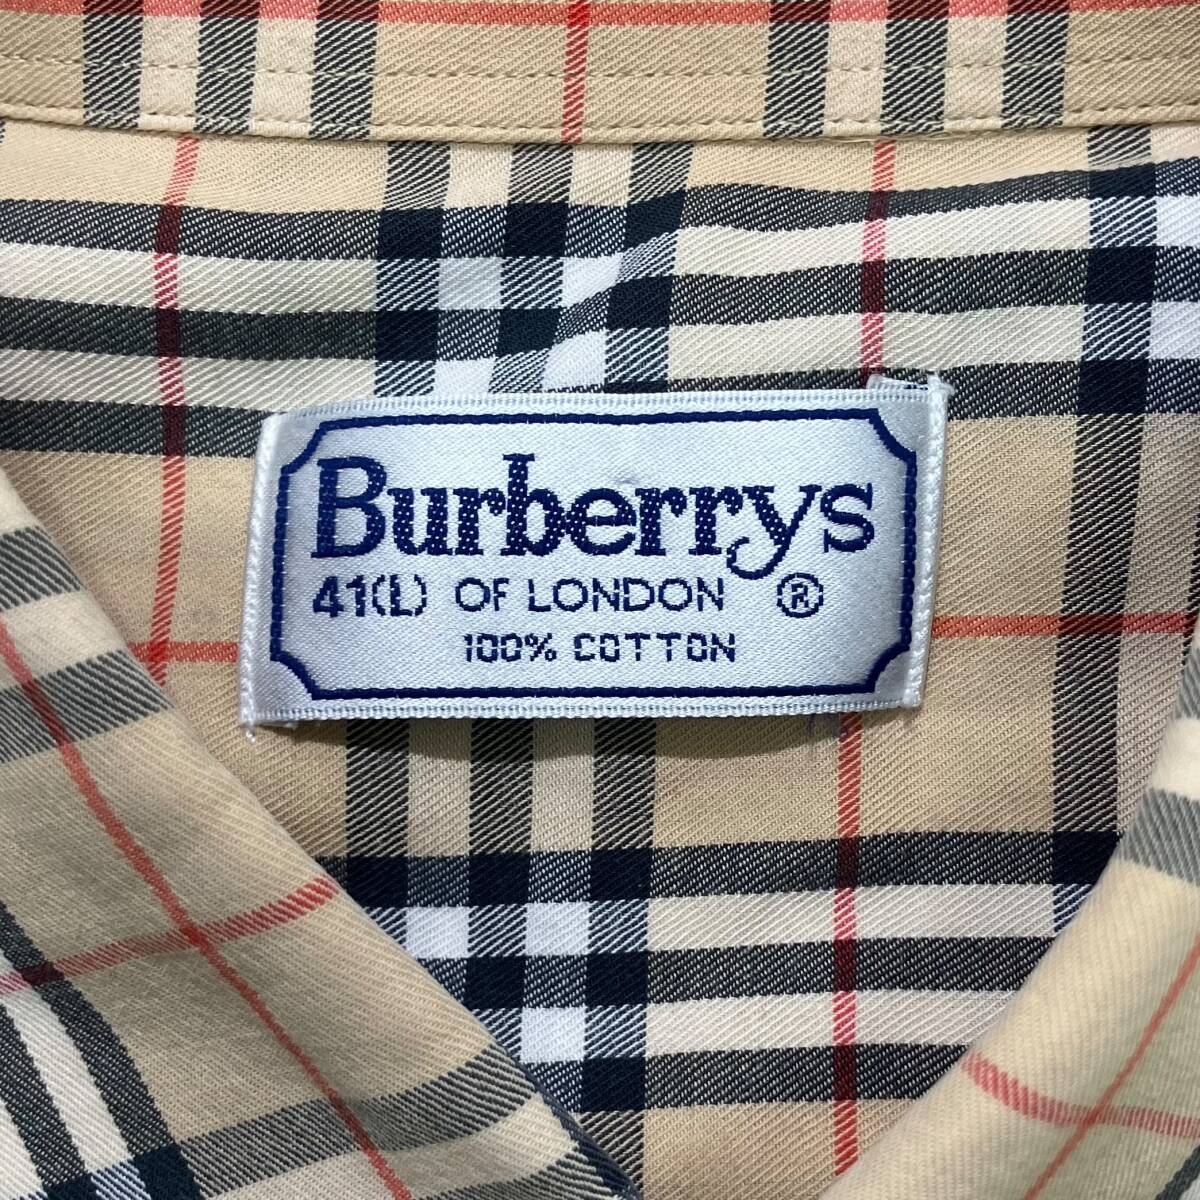 Burberrys
41(L) OF LONDON ®
100% COTTON